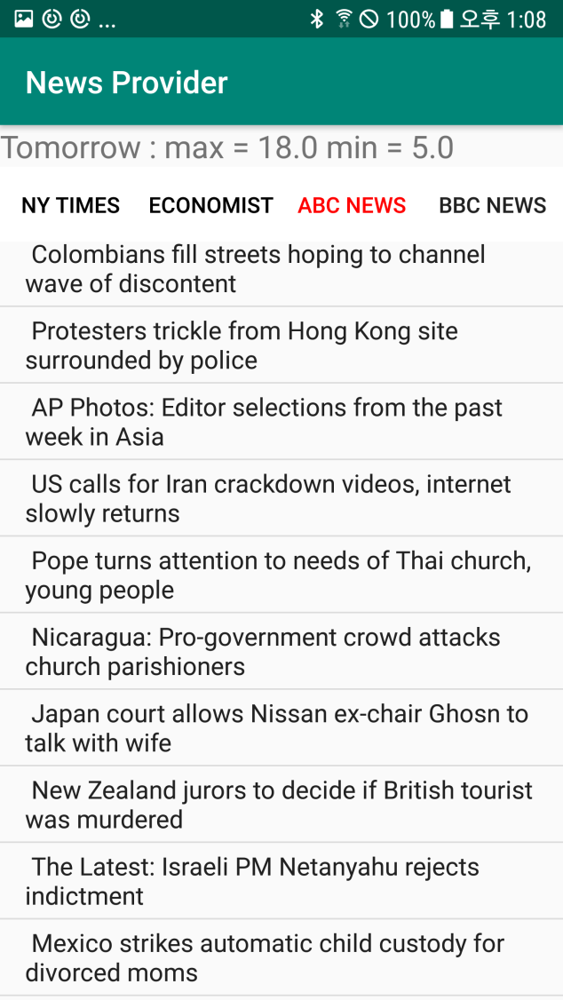 ... 100% 오후 1:08
News Provider
Tomorrow : max = 18.0 min = 5.0
NY TIMES ECONOMIST ABC NEWS BBC NEWS
Colombians fill streets hoping to channel
wave of discontent
Protesters trickle from Hong Kong site
surrounded by police
AP Photos: Editor selections from the past
week in Asia
US calls for Iran crackdown videos, internet
slowly returns
Pope turns attention to needs of Thai church,
young people
Nicaragua: Pro-government crowd attacks
church parishioners
Japan court allows Nissan ex-chair Ghosn to
talk with wife
New Zealand jurors to decide if British tourist
was murdered
The Latest: Israeli PM Netanyahu rejects
indictment
Mexico strikes automatic child custody for
divorced moms